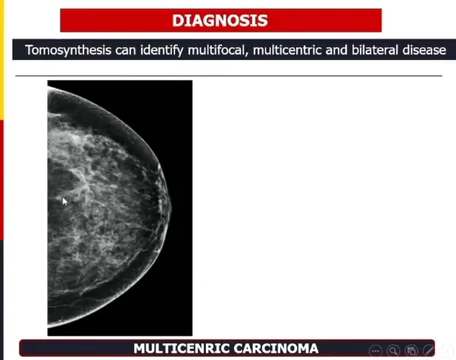 DIAGNOSIS
Tomosynthesis can identify multifocal, multicentric and bilateral disease
MULTICENRIC CARCINOMA